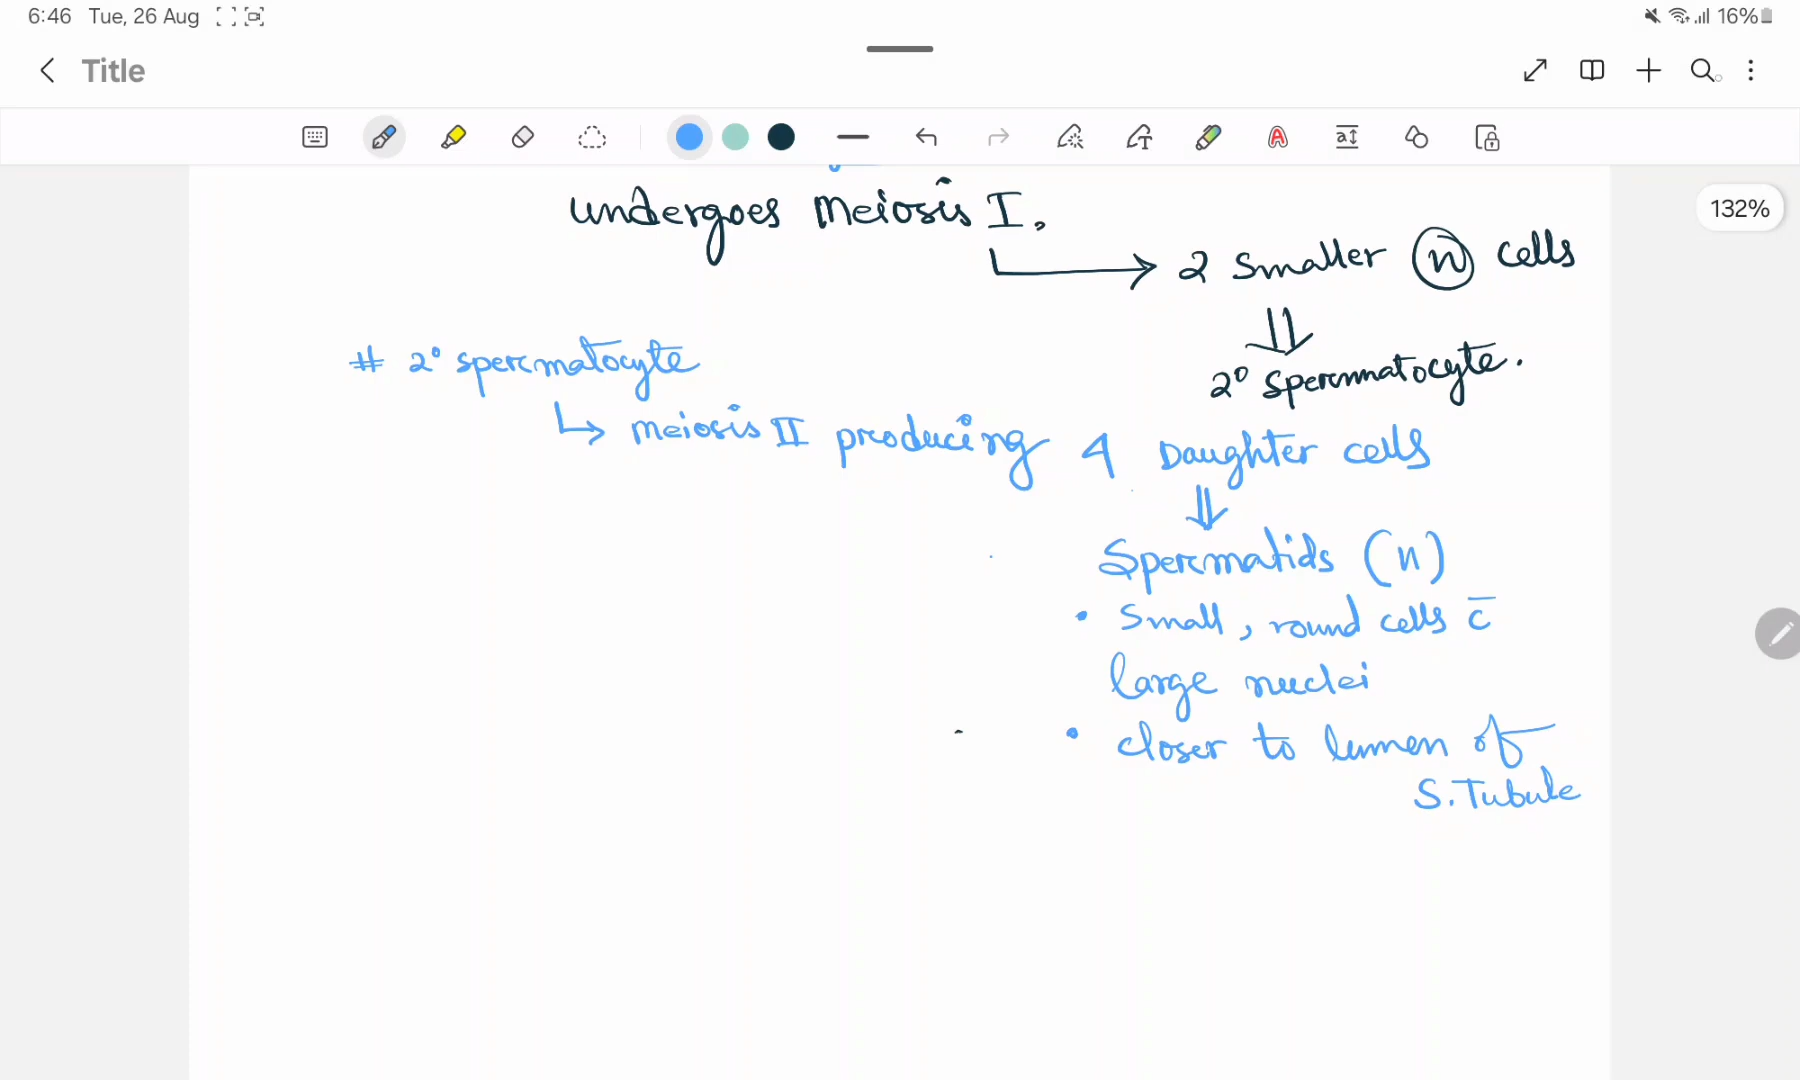 6:46 Tue, 26 Aug 16%
Title
132%
undergoes meiosis I.
2 smaller n cells
2° spermatocyte.
# 2° spermatocyte
meiosis II producing 4 Daughter cells
Spermatids (n)
• Small, round cells c̄
large nuclei
• closer to lumen of
S. Tubule